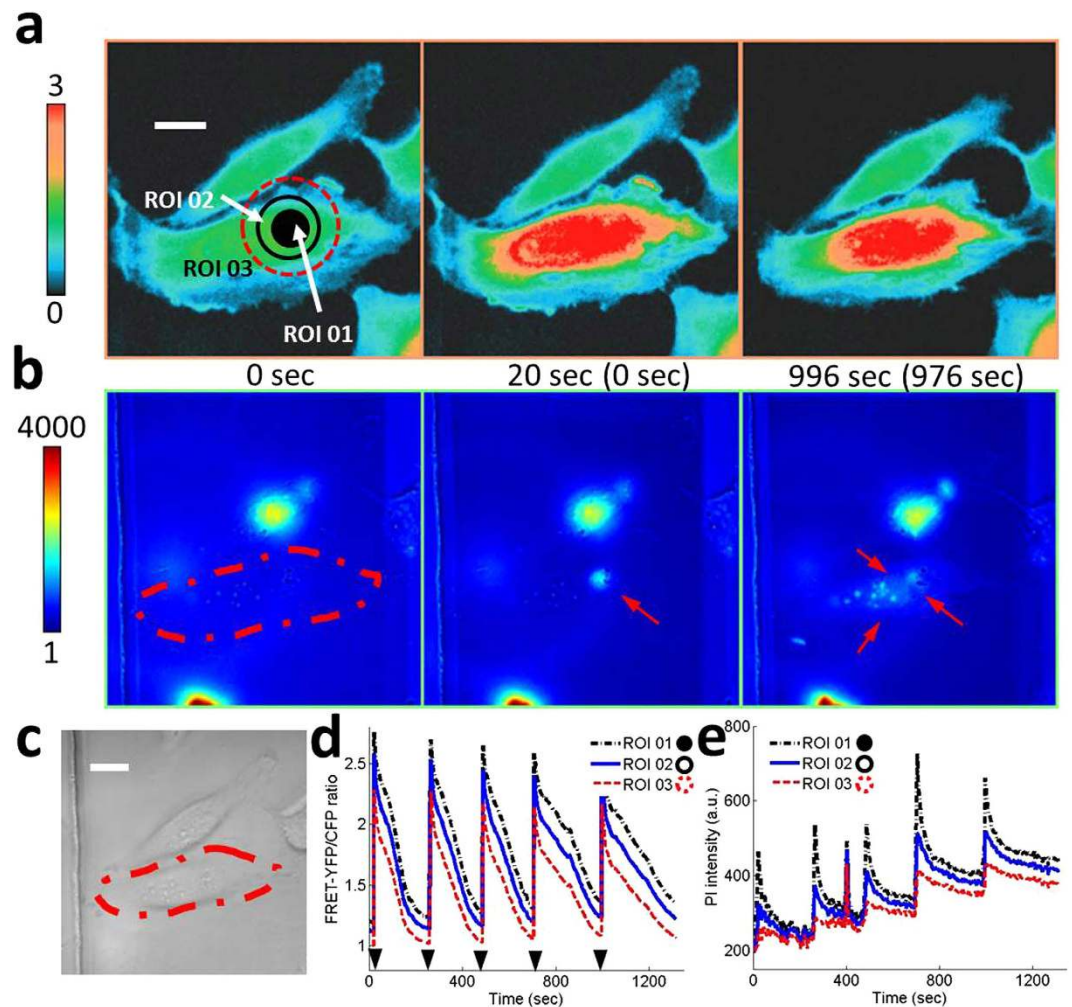 a
3
0
ROI 02
ROI 03
ROI 01
b
0 sec
20 sec (0 sec)
996 sec (976 sec)
4000
1
c
d
FRET-YFP/CFP ratio
2.5
2
1.5
1
ROI 01
ROI 02
ROI 03
0
400
800
1200
Time (sec)
e
PI intensity (a.u.)
800
600
400
200
ROI 01
ROI 02
ROI 03
0
400
800
1200
Time (sec)